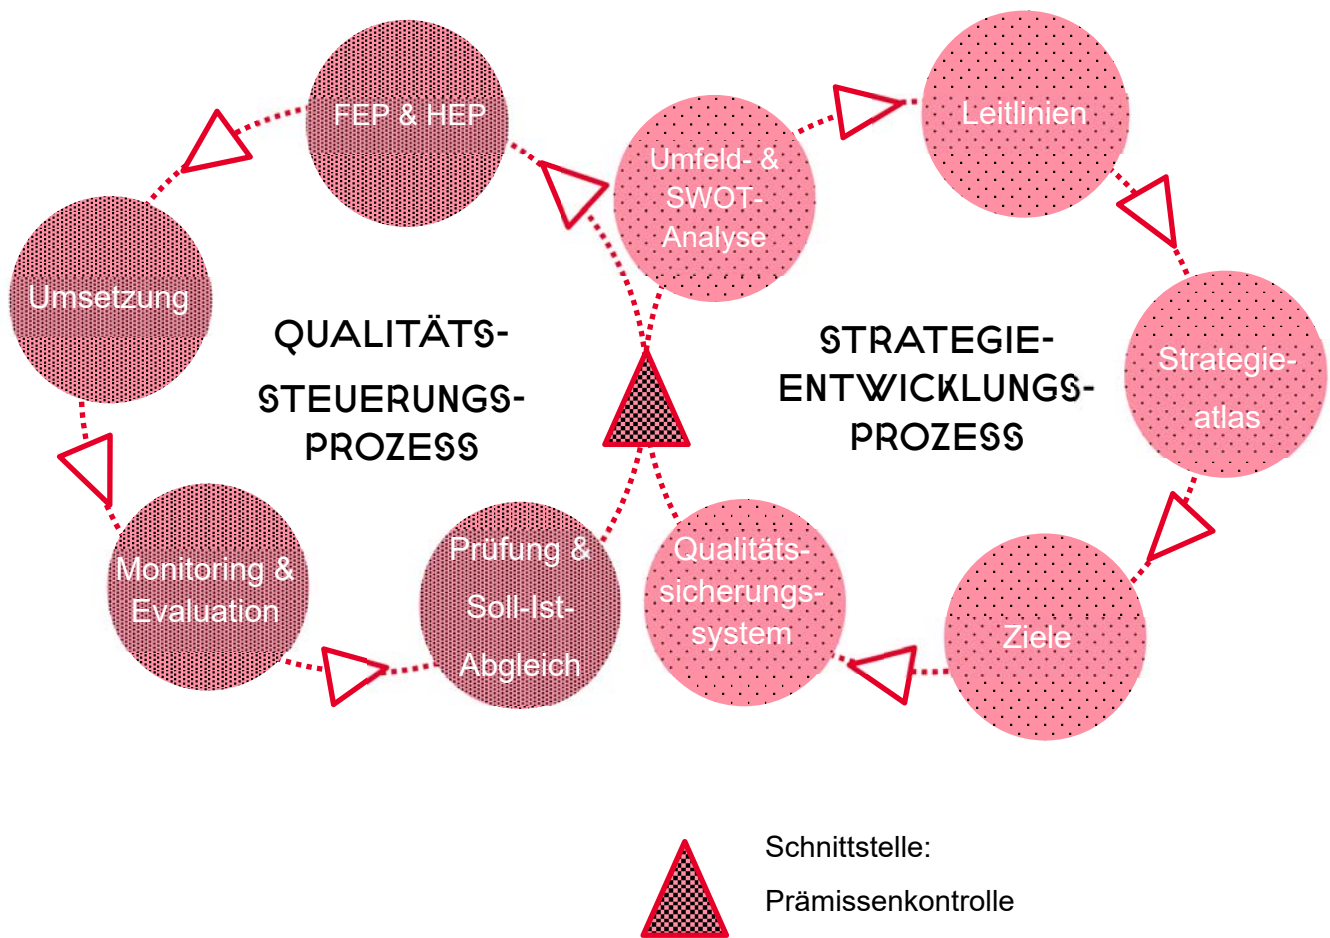 FEP & HEP
Umsetzung
Monitoring &
Evaluation
Prüfung &
Soll-Ist-
Abgleich
QUALITÄTS-
STEUERUNGS-
PROZESS
Umfeld- &
SWOT-
Analyse
Leitlinien
Strategie-
atlas
Ziele
Qualitäts-
sicherungs-
system
STRATEGIE-
ENTWICKLUNGS-
PROZESS
Schnittstelle:
Prämissenkontrolle